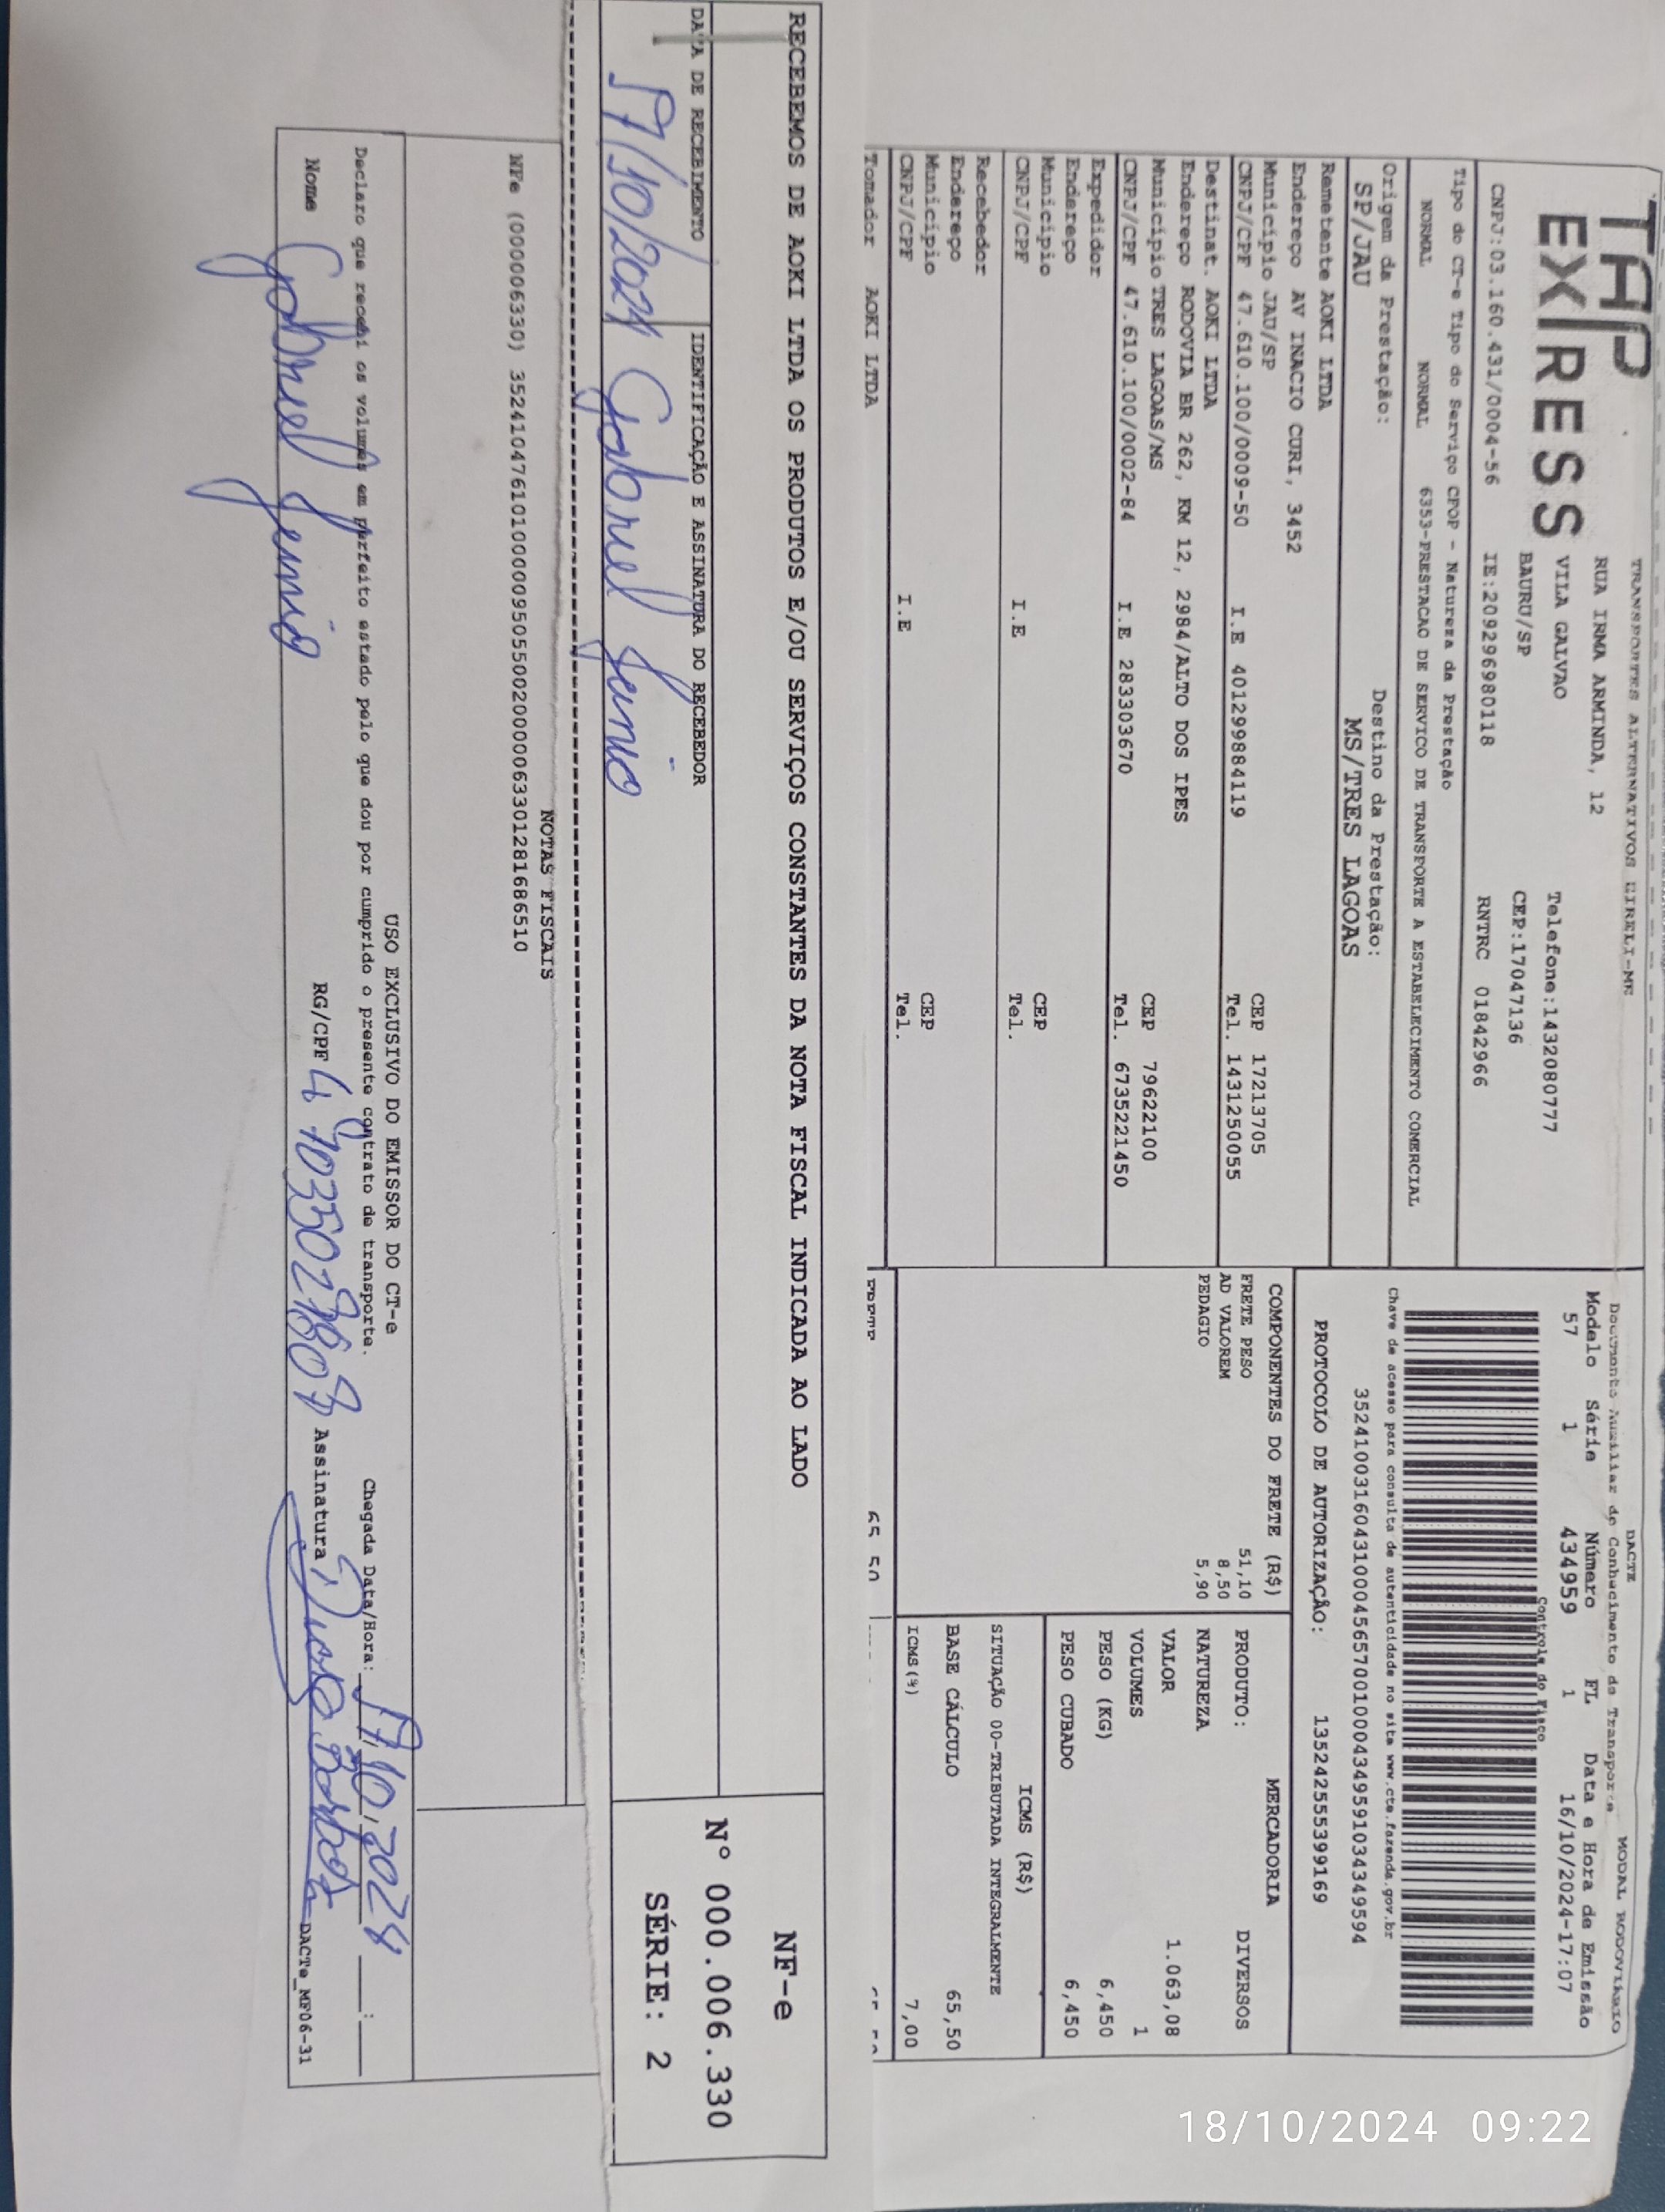 TRANSPORTES ALTERNATIVOS EIRELI-ME
TAP EXPRESS
RUA IRMA ARMINDA, 12
VILA GALVAO Telefone:1432080777
BAURU/SP CEP:17047136
CNPJ:03.160.431/0004-56 IE:209296980118 RNTRC 01842966
Tipo do CT-e Tipo do Serviço CFOP - Natureza da Prestação
NORMAL NORMAL 6353-PRESTACAO DE SERVICO DE TRANSPORTE A ESTABELECIMENTO COMERCIAL
Origem da Prestação: Destino da Prestação:
SP/JAU MS/TRES LAGOAS
Remetente AOKI LTDA
Endereço AV INACIO CURI, 3452
Município JAU/SP CEP 17213705
CNPJ/CPF 47.610.100/0009-50 I.E 401299884119 Tel. 1431250055
Destinat. AOKI LTDA
Endereço RODOVIA BR 262, KM 12, 2984/ALTO DOS IPES
Município TRES LAGOAS/MS CEP 79622100
CNPJ/CPF 47.610.100/0002-84 I.E 283303670 Tel. 6735221450
Expedidor
Endereço
Município CEP
CNPJ/CPF I.E Tel.
Recebedor
Endereço
Município CEP
CNPJ/CPF I.E Tel.
Tomador AOKI LTDA
DACTE MODAL RODOVIÁRIO
Documento Auxiliar do Conhecimento de Transporte
Modelo Série Número FL Data e Hora de Emissão
57 1 434959 1 16/10/2024-17:07
Controle do Fisco
Chave de acesso para consulta de autenticidade no site www.cte.fazenda.gov.br
35241003160431000456570010004349591034349594
PROTOCOLO DE AUTORIZAÇÃO: 135242555399169
COMPONENTES DO FRETE (R$)
FRETE PESO 51,10
AD VALOREM 8,50
PEDAGIO 5,90
MERCADORIA
PRODUTO: DIVERSOS
NATUREZA
VALOR 1.063,08
VOLUMES 1
PESO (KG) 6,450
PESO CUBADO 6,450
ICMS (R$)
SITUAÇÃO 00-TRIBUTADA INTEGRALMENTE
BASE CÁLCULO 65,50
ICMS(%) 7,00
RECEBEMOS DE AOKI LTDA OS PRODUTOS E/OU SERVIÇOS CONSTANTES DA NOTA FISCAL INDICADA AO LADO
DATA DE RECEBIMENTO IDENTIFICAÇÃO E ASSINATURA DO RECEBEDOR
17/10/2024 Gabriel Junio
NF-e
Nº 000.006.330
SÉRIE: 2
NOTAS FISCAIS
NFe (000006330) 35241047610100000950550020000063301281686510
USO EXCLUSIVO DO EMISSOR DO CT-e
Declaro que recebi os volumes em perfeito estado pelo que dou por cumprido o presente contrato de transporte. Chegada Data/Hora: 17/10/2024 :
Nome Gabriel Junio RG/CPF Assinatura DACTe_MF06-31
18/10/2024 09:22